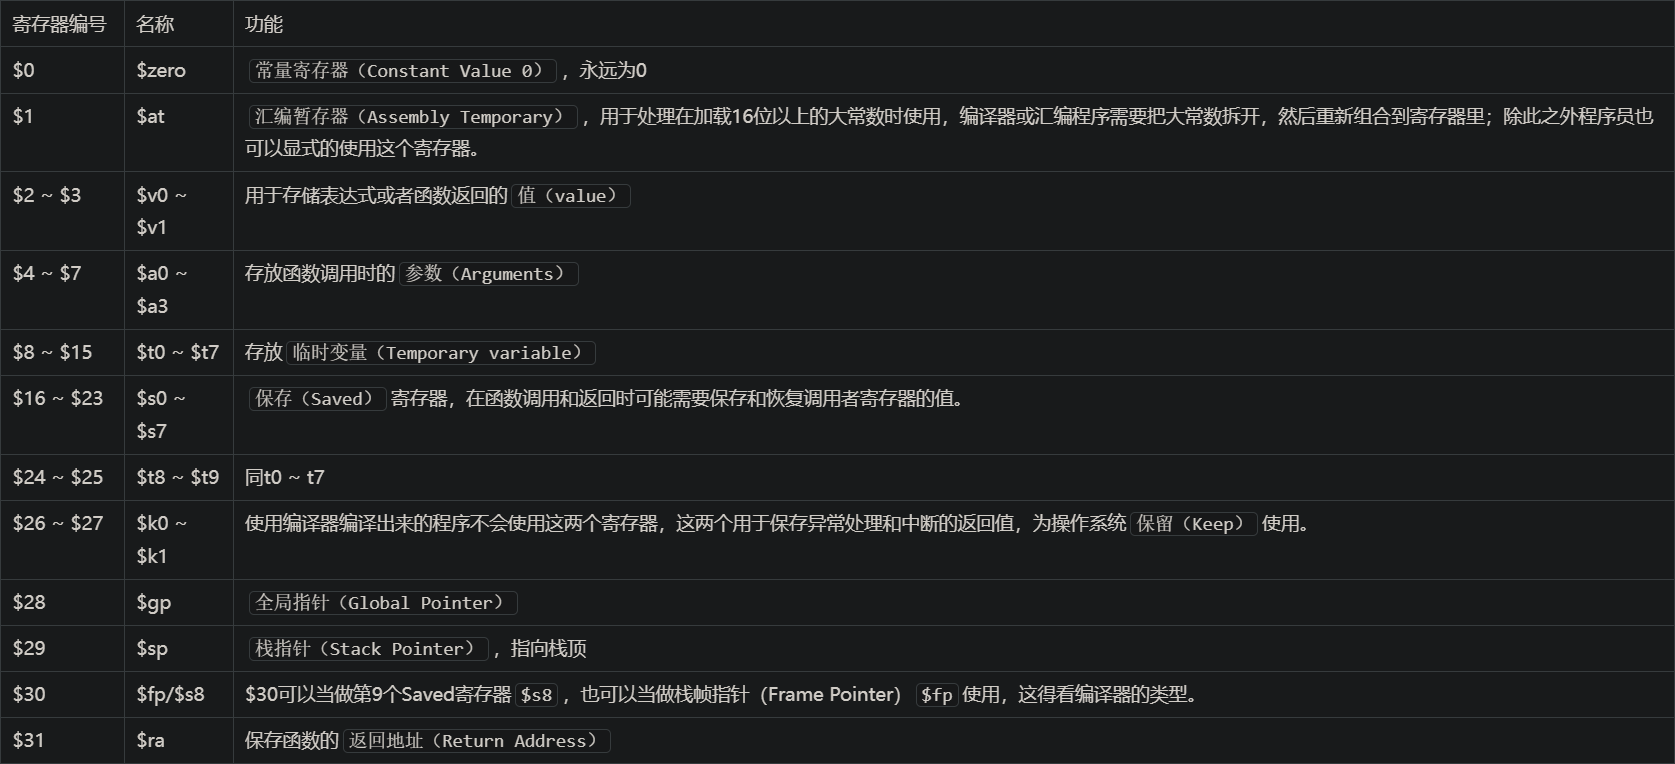 寄存器编号 名称 功能
$0 $zero 常量寄存器（Constant Value 0），永远为0
$1 $at 汇编暂存器（Assembly Temporary），用于处理在加载16位以上的大常数时使用，编译器或汇编程序需要把大常数拆开，然后重新组合到寄存器里；除此之外程序员也
可以显式的使用这个寄存器。
$2 ~ $3 $v0 ~ 用于存储表达式或者函数返回的值（value）
$v1
$4 ~ $7 $a0 ~ 存放函数调用时的参数（Arguments）
$a3
$8 ~ $15 $t0 ~ $t7 存放临时变量（Temporary variable）
$16 ~ $23 $s0 ~ 保存（Saved）寄存器，在函数调用和返回时可能需要保存和恢复调用者寄存器的值。
$s7
$24 ~ $25 $t8 ~ $t9 同t0 ~ t7
$26 ~ $27 $k0 ~ 使用编译器编译出来的程序不会使用这两个寄存器，这两个用于保存异常处理和中断的返回值，为操作系统保留（Keep）使用。
$k1
$28 $gp 全局指针（Global Pointer）
$29 $sp 栈指针（Stack Pointer），指向栈顶
$30 $fp/$s8 $30可以当做第9个Saved寄存器$s8，也可以当做栈帧指针（Frame Pointer）$fp使用，这得看编译器的类型。
$31 $ra 保存函数的返回地址（Return Address）